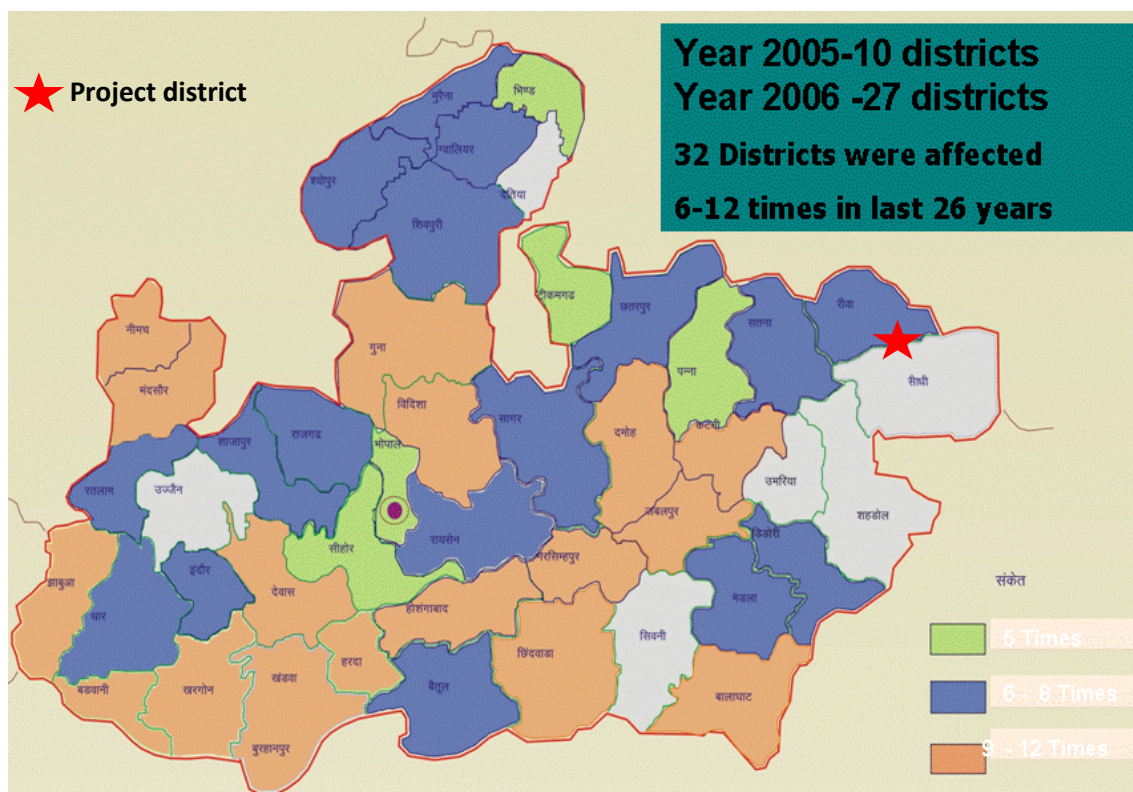 Project district
Year 2005-10 districts
Year 2006 -27 districts
32 Districts were affected
6-12 times in last 26 years
भिण्ड
मुरैना
ग्वालियर
श्योपुर
दतिया
शिवपुरी
टीकमगढ
छतरपुर
सतना
रीवा
सीधी
पन्ना
नीमच
मंदसौर
गुना
विदिशा
सागर
दमोह
कटनी
शाजापुर
राजगढ
भोपाल
रतलाम
उज्जैन
उमरिया
शहडोल
सीहोर
रायसेन
जबलपुर
डिंडोरी
नरसिम्हपुर
झाबुआ
इंदौर
देवास
होशंगाबाद
धार
मंडला
सिवनी
संकेत
हरदा
छिंदवाडा
बडवानी
खरगोन
खंडवा
बैतूल
बालाघाट
बुरहानपुर
5 Times
6 - 8 Times
9 - 12 Times